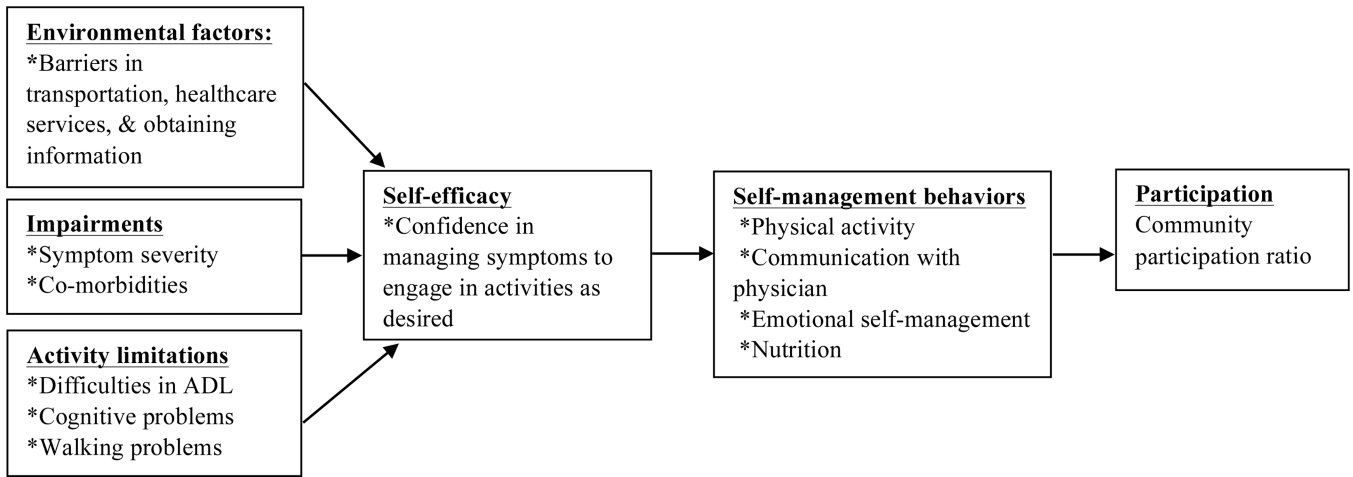 Environmental factors:
*Barriers in
transportation, healthcare
services, & obtaining
information
Impairments
*Symptom severity
*Co-morbidities
Activity limitations
*Difficulties in ADL
*Cognitive problems
*Walking problems
Self-efficacy
*Confidence in
managing symptoms to
engage in activities as
desired
Self-management behaviors
*Physical activity
*Communication with
physician
*Emotional self-management
*Nutrition
Participation
Community
participation ratio